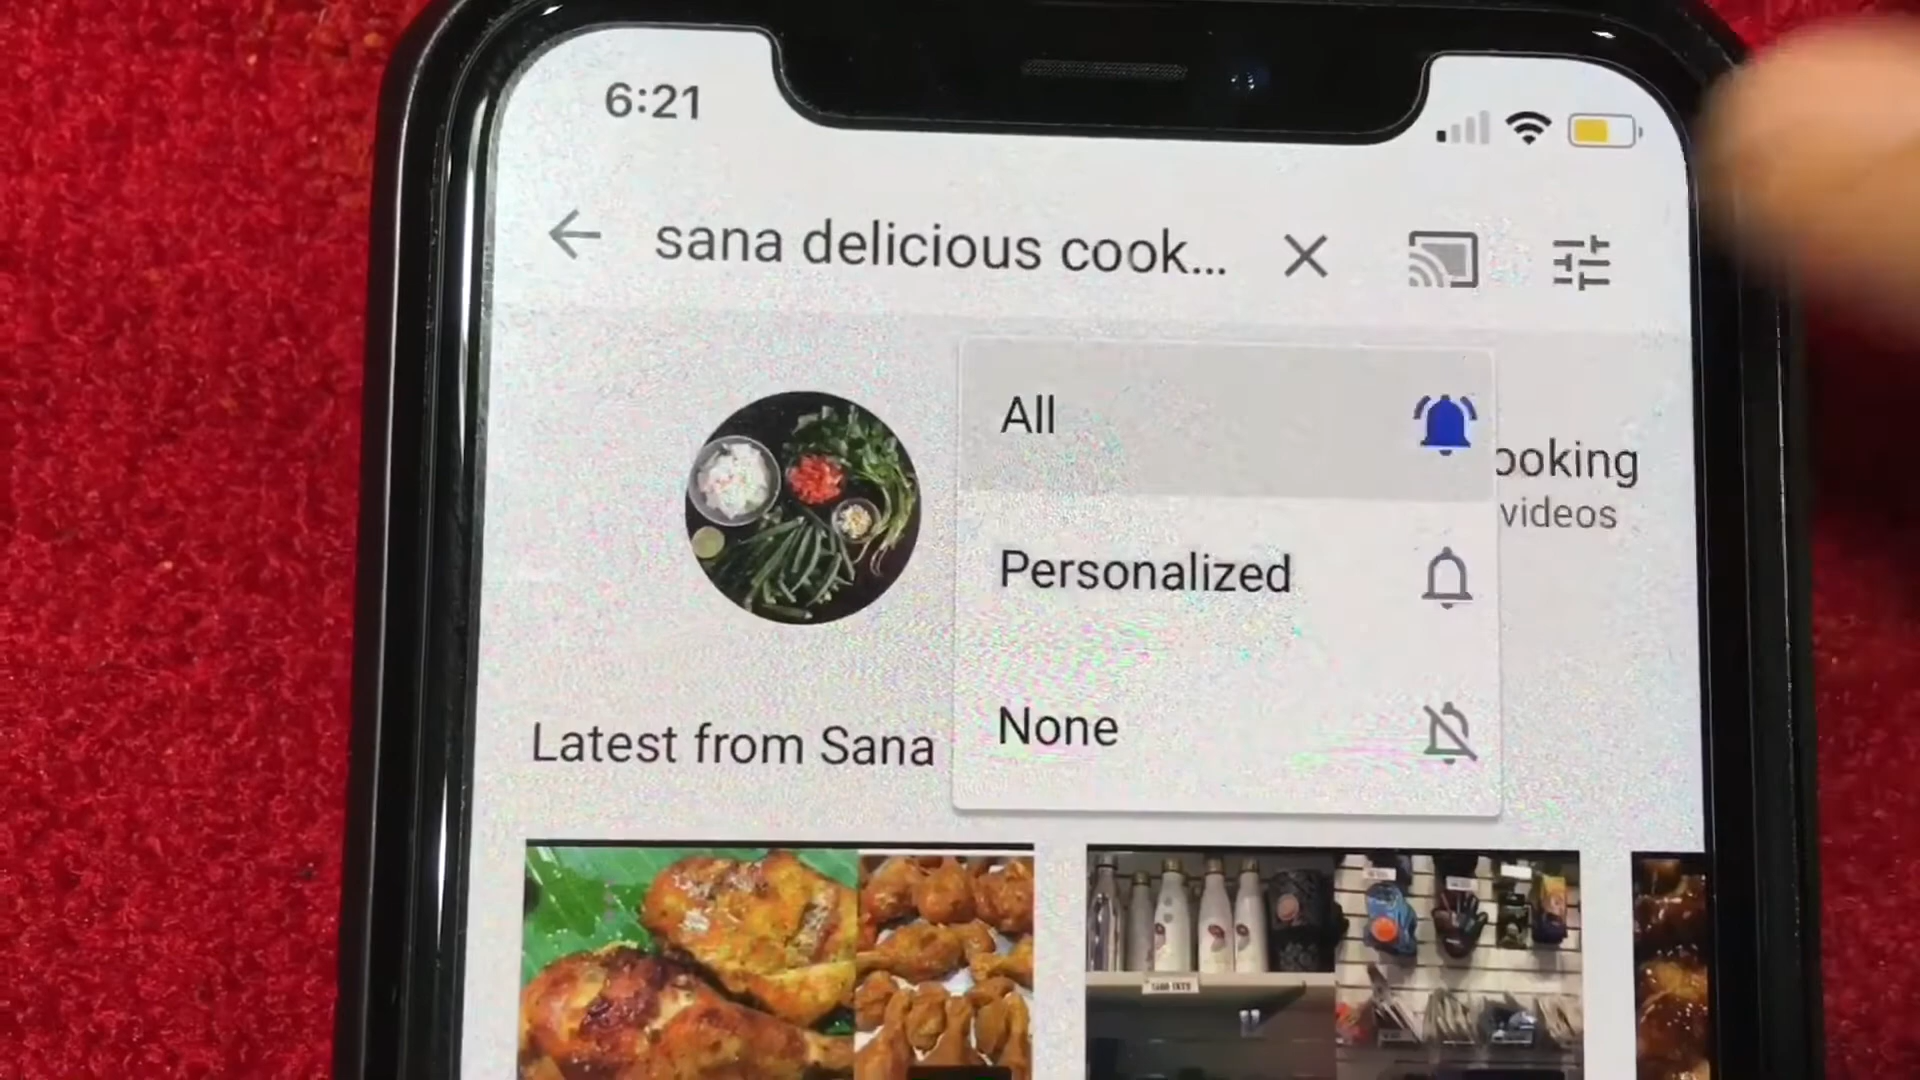 6:21
sana delicious cook...
All
ooking
videos
Personalized
None
Latest from Sana